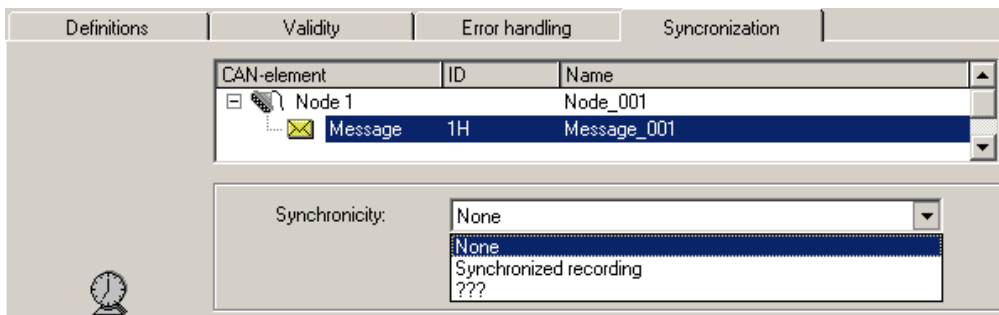 Definitions Validity Error handling Syncronization
CAN-element ID Name
Node 1 Node_001
Message 1H Message_001
Synchronicity: None
None
Synchronized recording
???